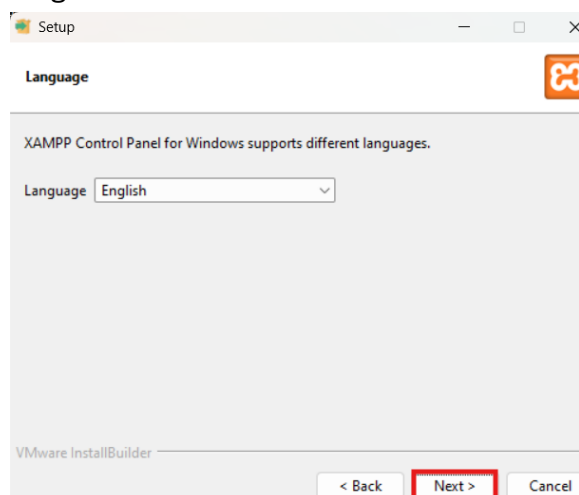 Setup
Language
XAMPP Control Panel for Windows supports different languages.
Language English
VMware InstallBuilder
< Back Next > Cancel